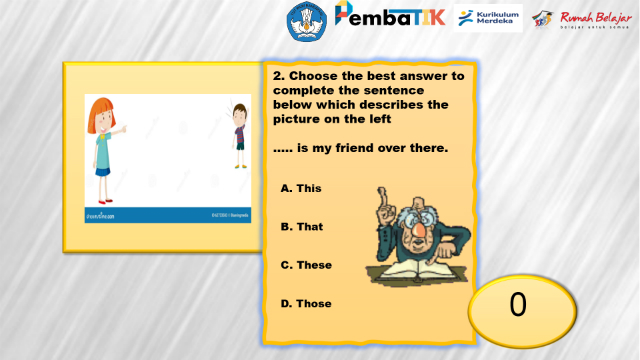 PembaTIK
Kurikulum
Merdeka
Rumah Belajar
belajar untuk semua
2. Choose the best answer to
complete the sentence
below which describes the
picture on the left
..... is my friend over there.
A. This
B. That
C. These
D. Those
0